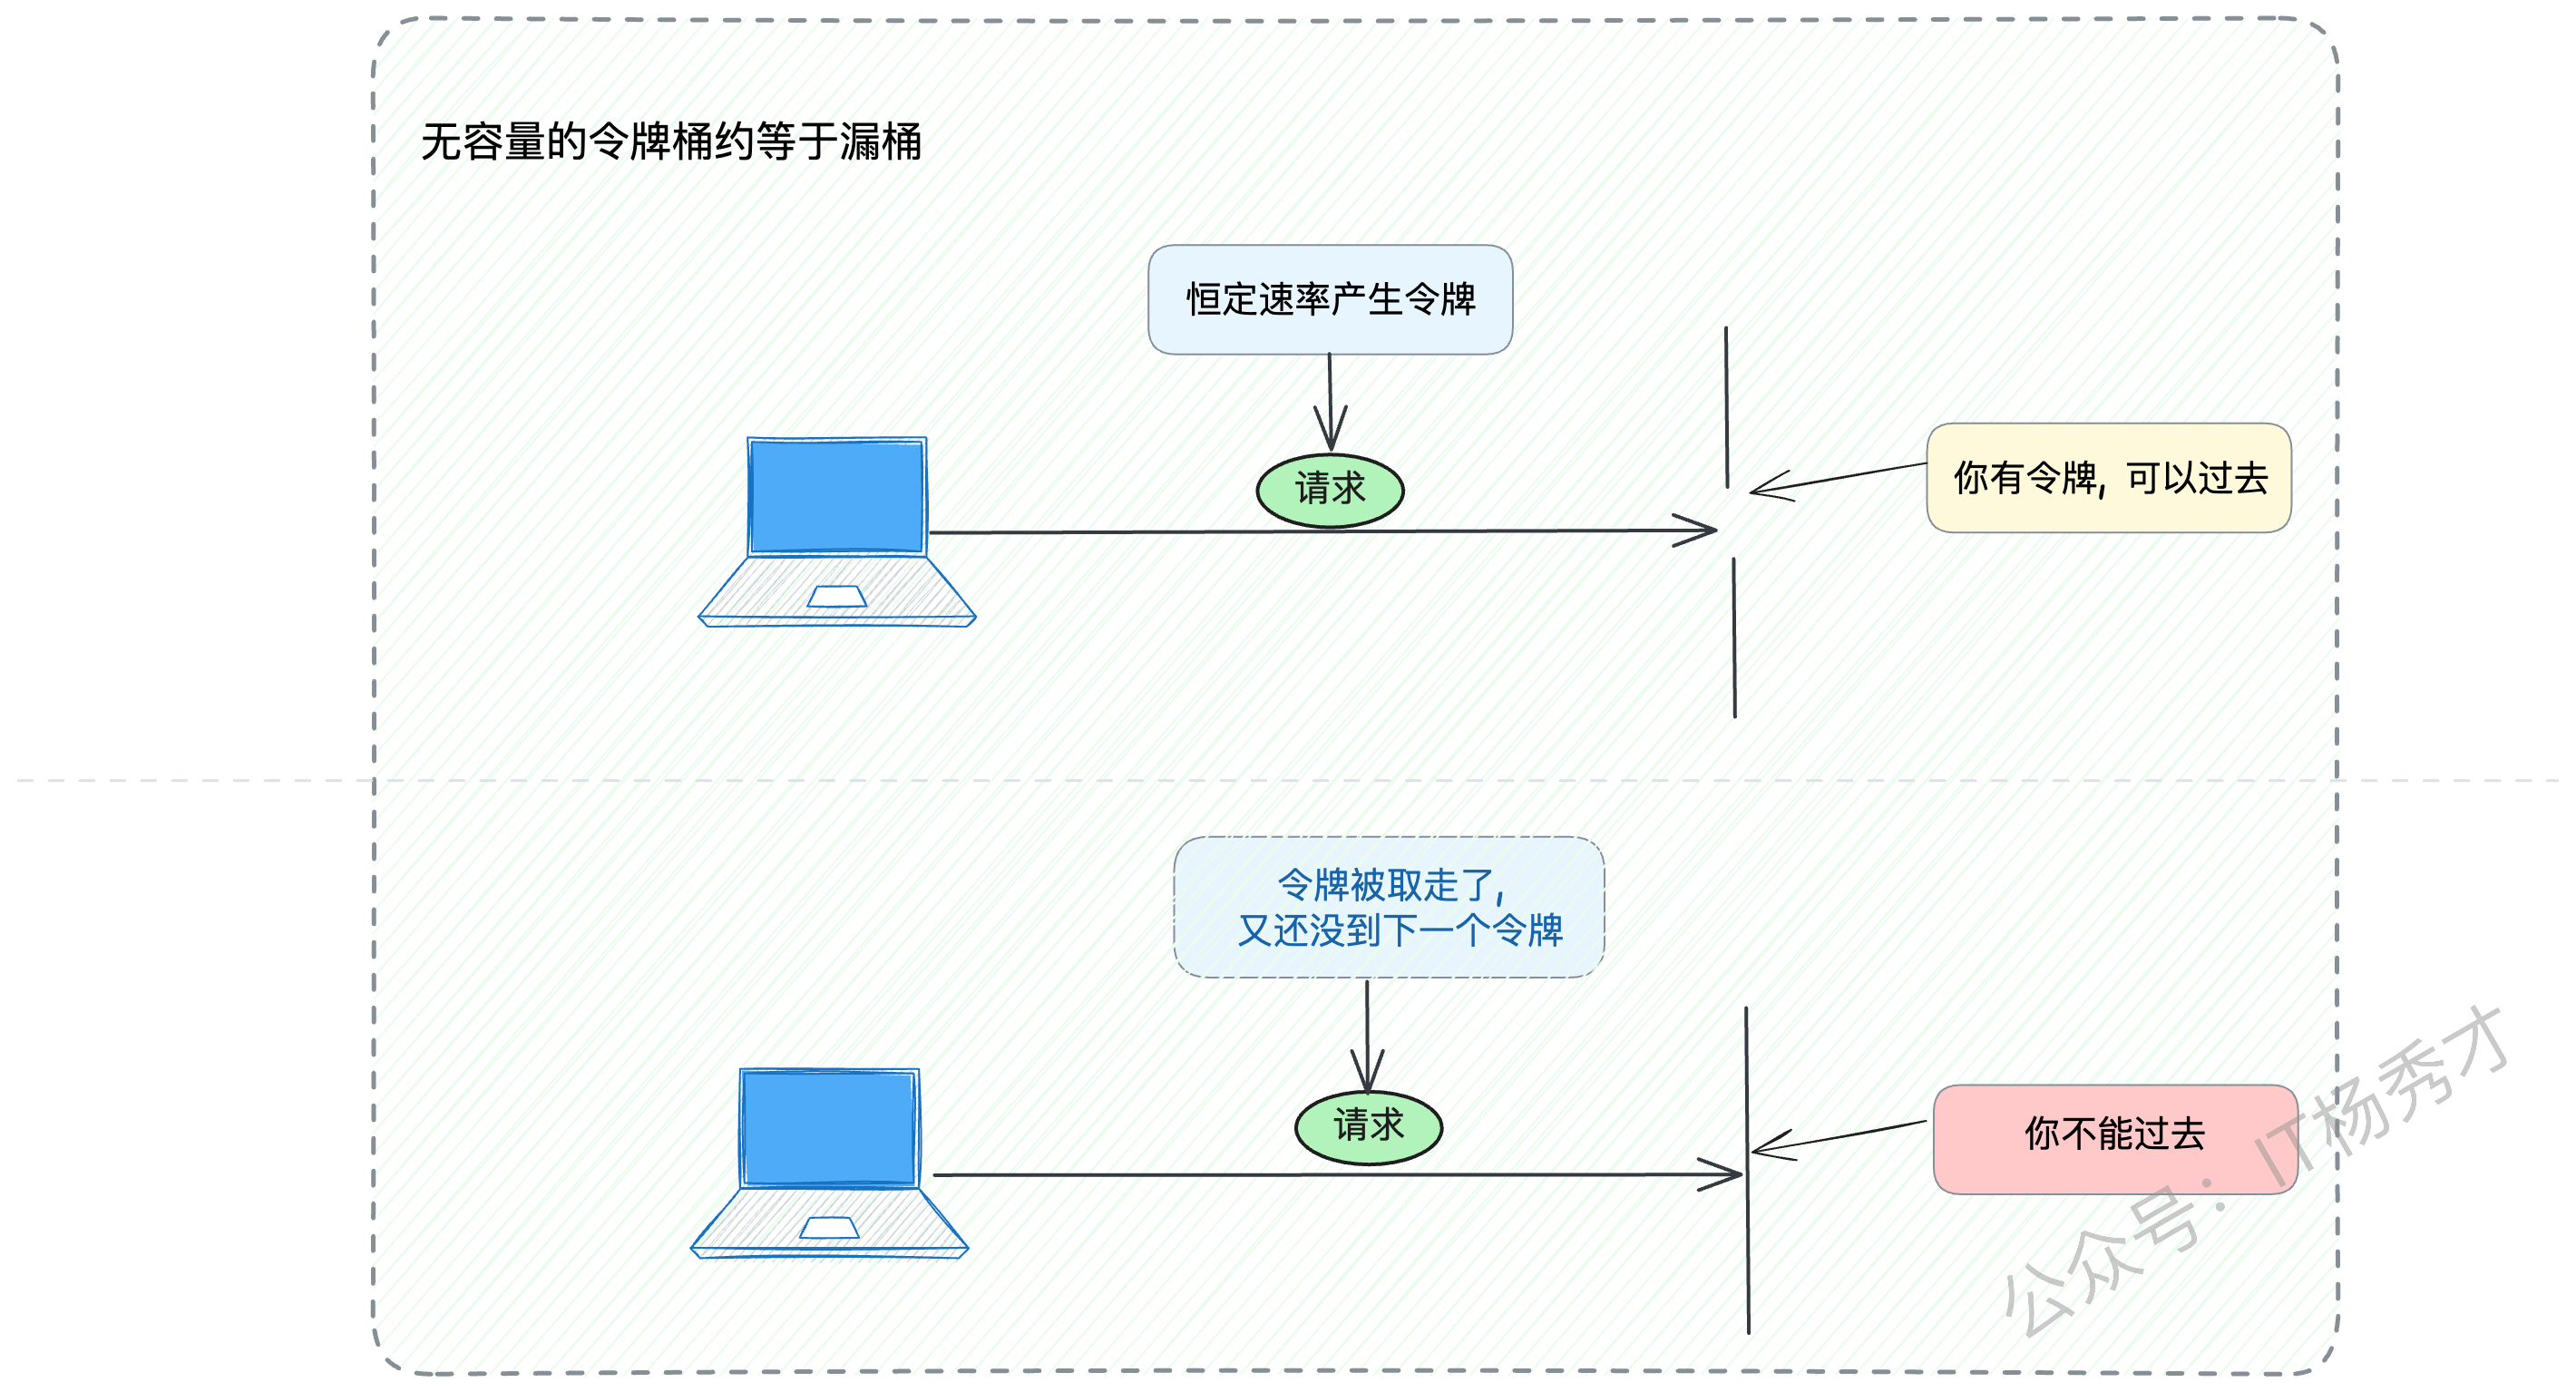 无容量的令牌桶约等于漏桶
恒定速率产生令牌
请求
你有令牌, 可以过去
令牌被取走了,
又还没到下一个令牌
请求
你不能过去
公众号：IT杨秀才